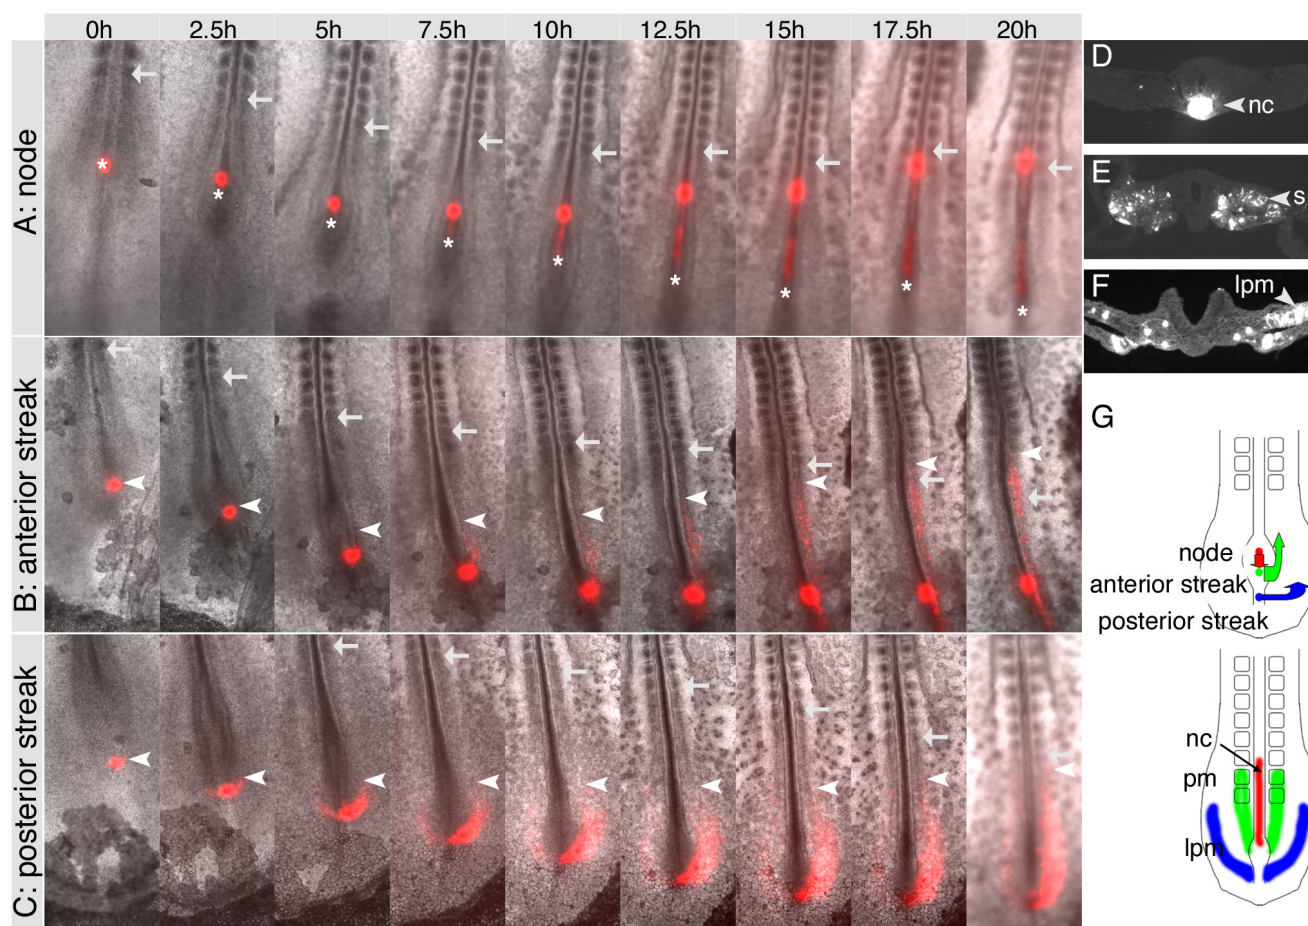 0h 2.5h 5h 7.5h 10h 12.5h 15h 17.5h 20h
A: node
B: anterior streak
C: posterior streak
D
nc
E
s
F
lpm
G
node
anterior streak
posterior streak
nc
pm
lpm